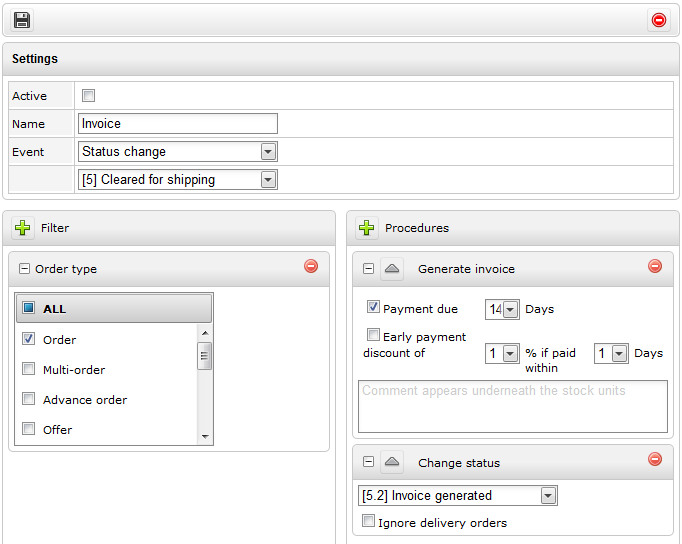 Settings
Active
Name Invoice
Event Status change
[5] Cleared for shipping
Filter
Order type
ALL
Order
Multi-order
Advance order
Offer
Procedures
Generate invoice
Payment due 14 Days
Early payment
discount of 1 % if paid
within 1 Days
Comment appears underneath the stock units
Change status
[5.2] Invoice generated
Ignore delivery orders